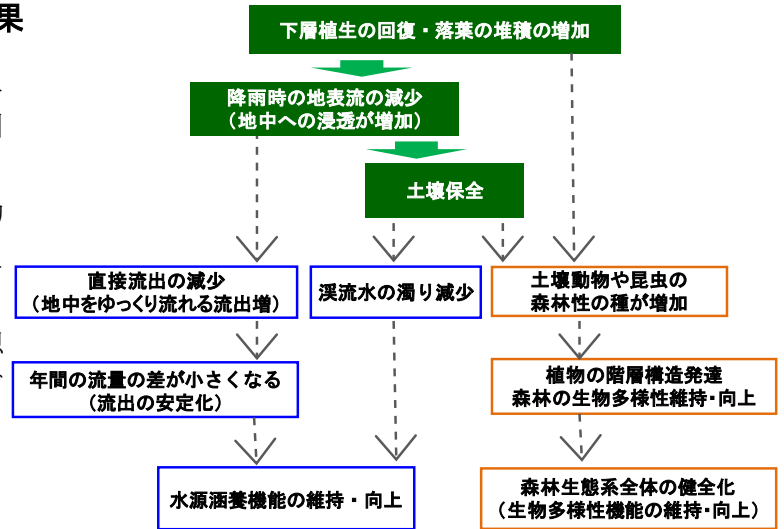 果
下層植生の回復・落葉の堆積の増加
降雨時の地表流の減少
（地中への浸透が増加）
土壌保全
直接流出の減少
（地中をゆっくり流れる流出増）
渓流水の濁り減少
土壌動物や昆虫の
森林性の種が増加
年間の流量の差が小さくなる
（流出の安定化）
植物の階層構造発達
森林の生物多様性維持・向上
水源涵養機能の維持・向上
森林生態系全体の健全化
（生物多様性機能の維持・向上）